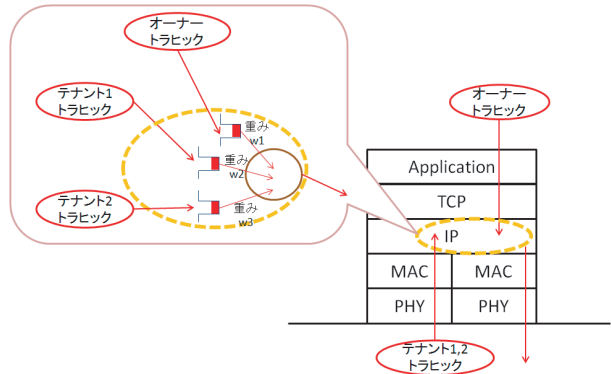 オーナー
トラヒック
テナント1
トラヒック
重み
w1
重み
w2
テナント2
トラヒック
重み
w3
オーナー
トラヒック
Application
TCP
IP
MAC MAC
PHY PHY
テナント1,2
トラヒック